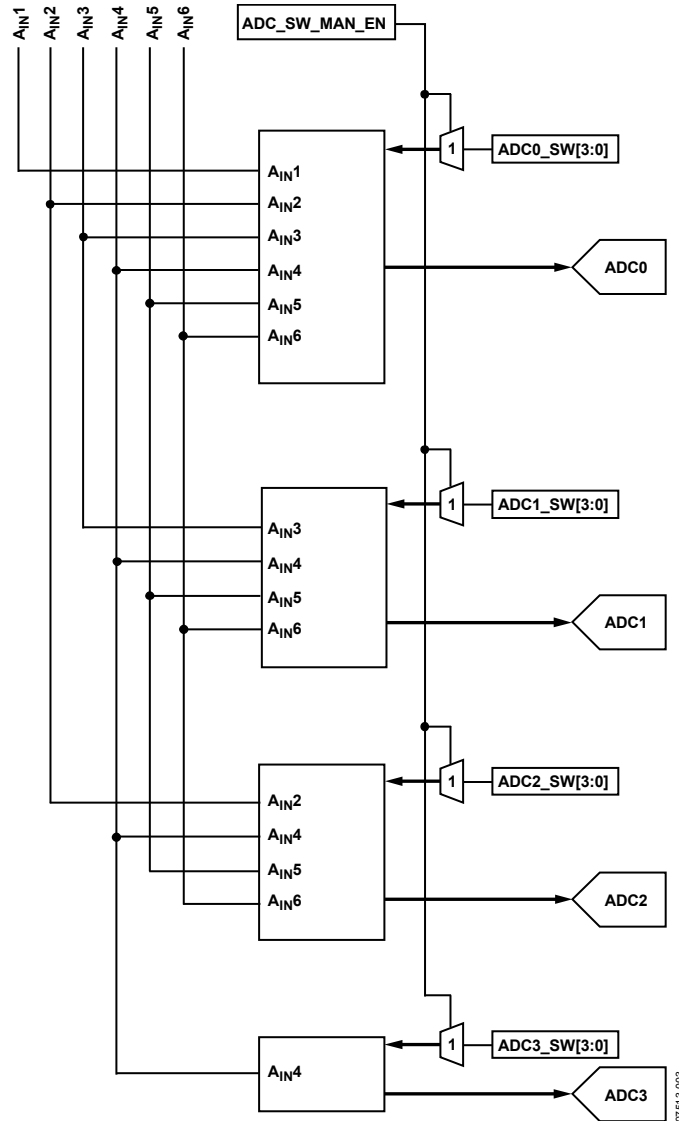 AIN1
AIN2
AIN3
AIN4
AIN5
AIN6
ADC_SW_MAN_EN
1
ADC0_SW[3:0]
AIN1
AIN2
AIN3
AIN4
AIN5
AIN6
ADC0
1
ADC1_SW[3:0]
AIN3
AIN4
AIN5
AIN6
ADC1
1
ADC2_SW[3:0]
AIN2
AIN4
AIN5
AIN6
ADC2
1
ADC3_SW[3:0]
AIN4
ADC3